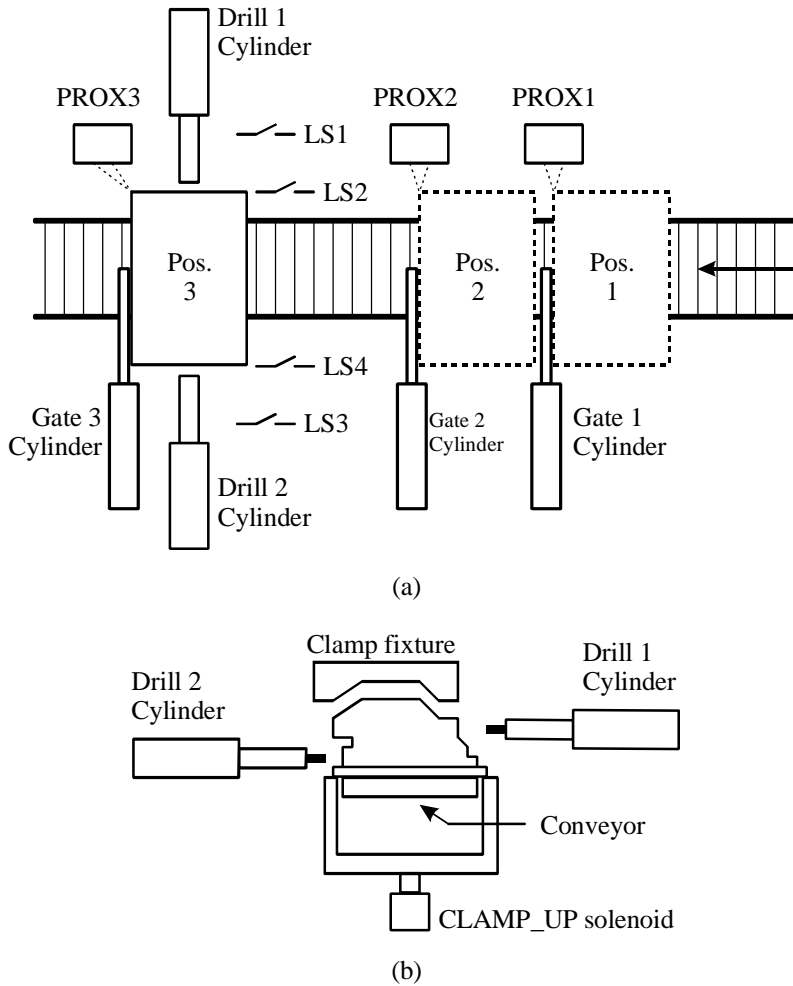 Drill 1
Cylinder
PROX3
PROX2
PROX1
LS1
LS2
Pos.
3
Pos.
2
Pos.
1
LS4
LS3
Gate 3
Cylinder
Drill 2
Cylinder
Gate 2
Cylinder
Gate 1
Cylinder
(a)
Clamp fixture
Drill 2
Cylinder
Drill 1
Cylinder
Conveyor
CLAMP_UP solenoid
(b)